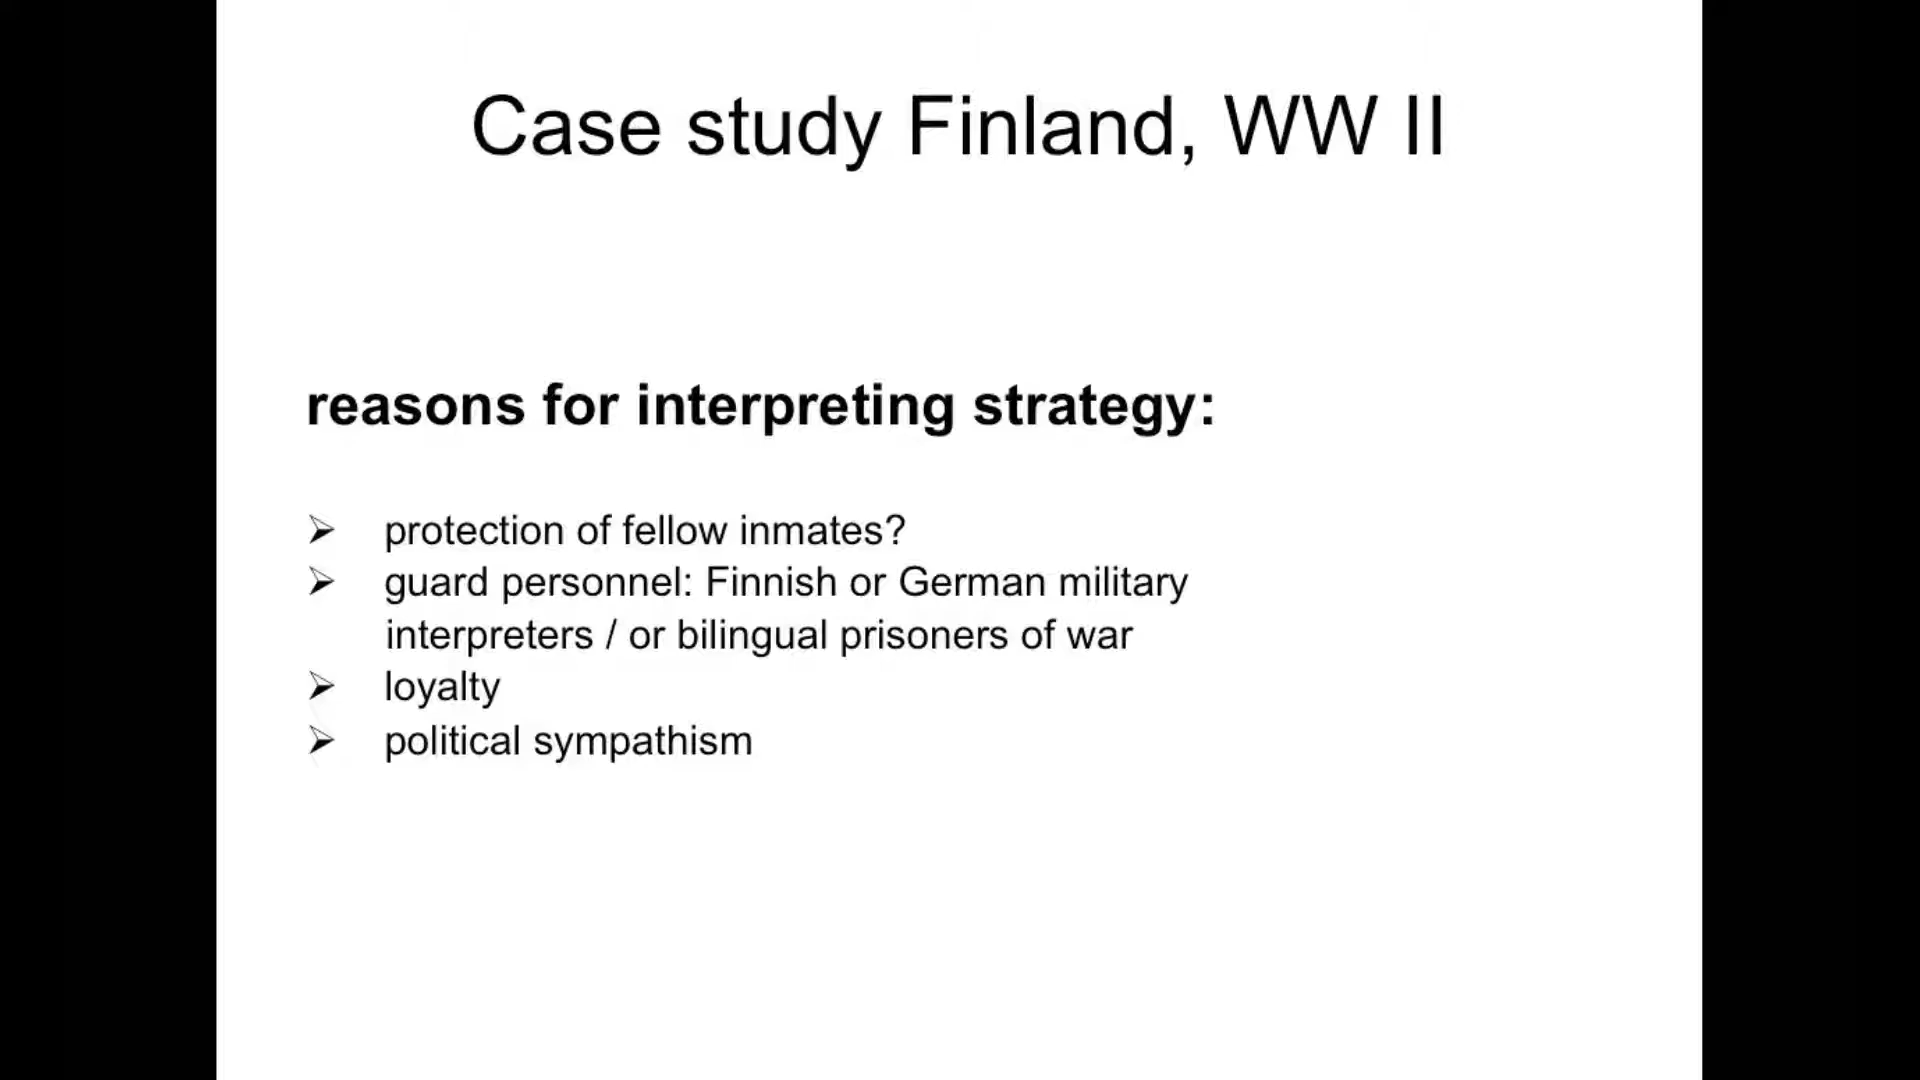 Case study Finland, WW II
reasons for interpreting strategy:
➢ protection of fellow inmates?
➢ guard personnel: Finnish or German military
interpreters / or bilingual prisoners of war
➢ loyalty
➢ political sympathism